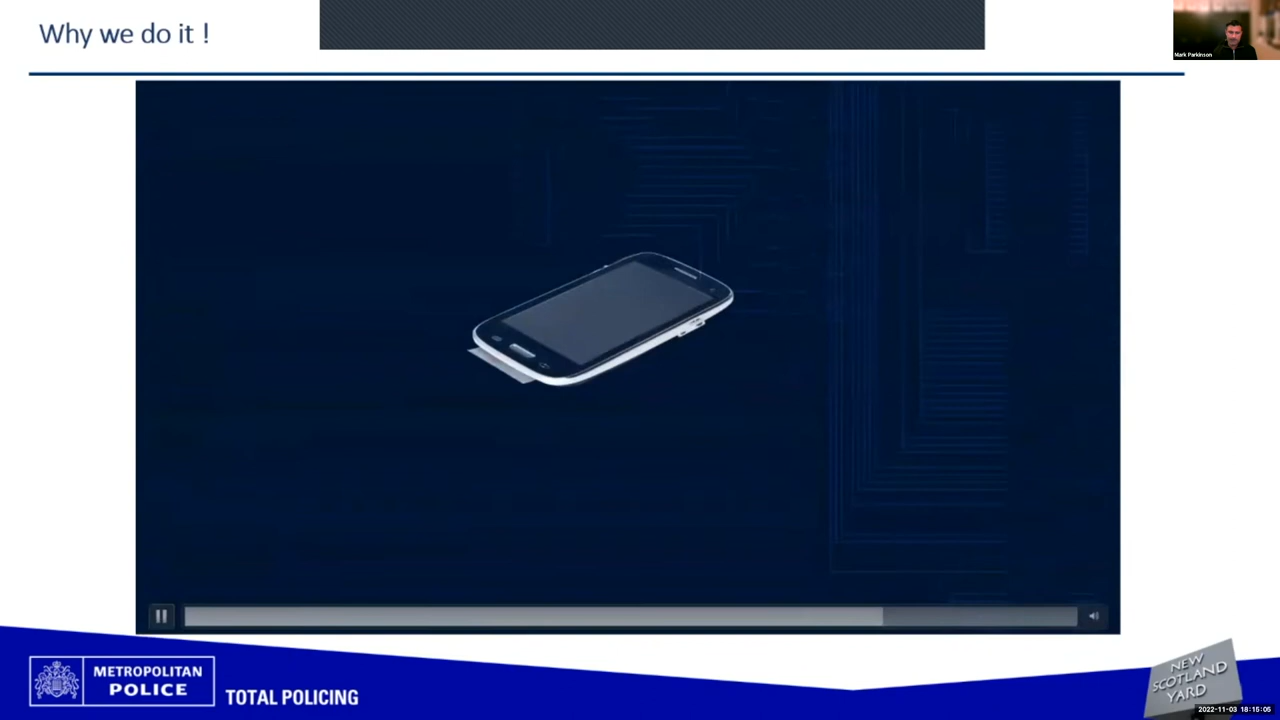 Why we do it !
Mark Parkinson
METROPOLITAN
POLICE
TOTAL POLICING
NEW
SCOTLAND
YARD
2022-11-03 18:15:05